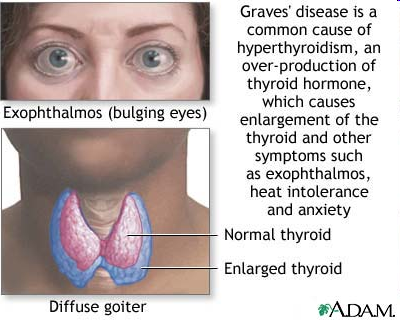 Graves' disease is a
common cause of
hyperthyroidism, an
over-production of
thyroid hormone,
which causes
enlargement of the
thyroid and other
symptoms such
as exophthalmos,
heat intolerance
and anxiety
Exophthalmos (bulging eyes)
Normal thyroid
Enlarged thyroid
Diffuse goiter
ADAM.